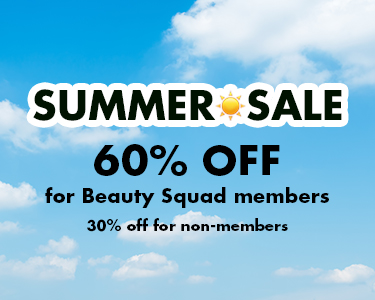 SUMMER SALE
60% OFF
for Beauty Squad members
30% off for non-members